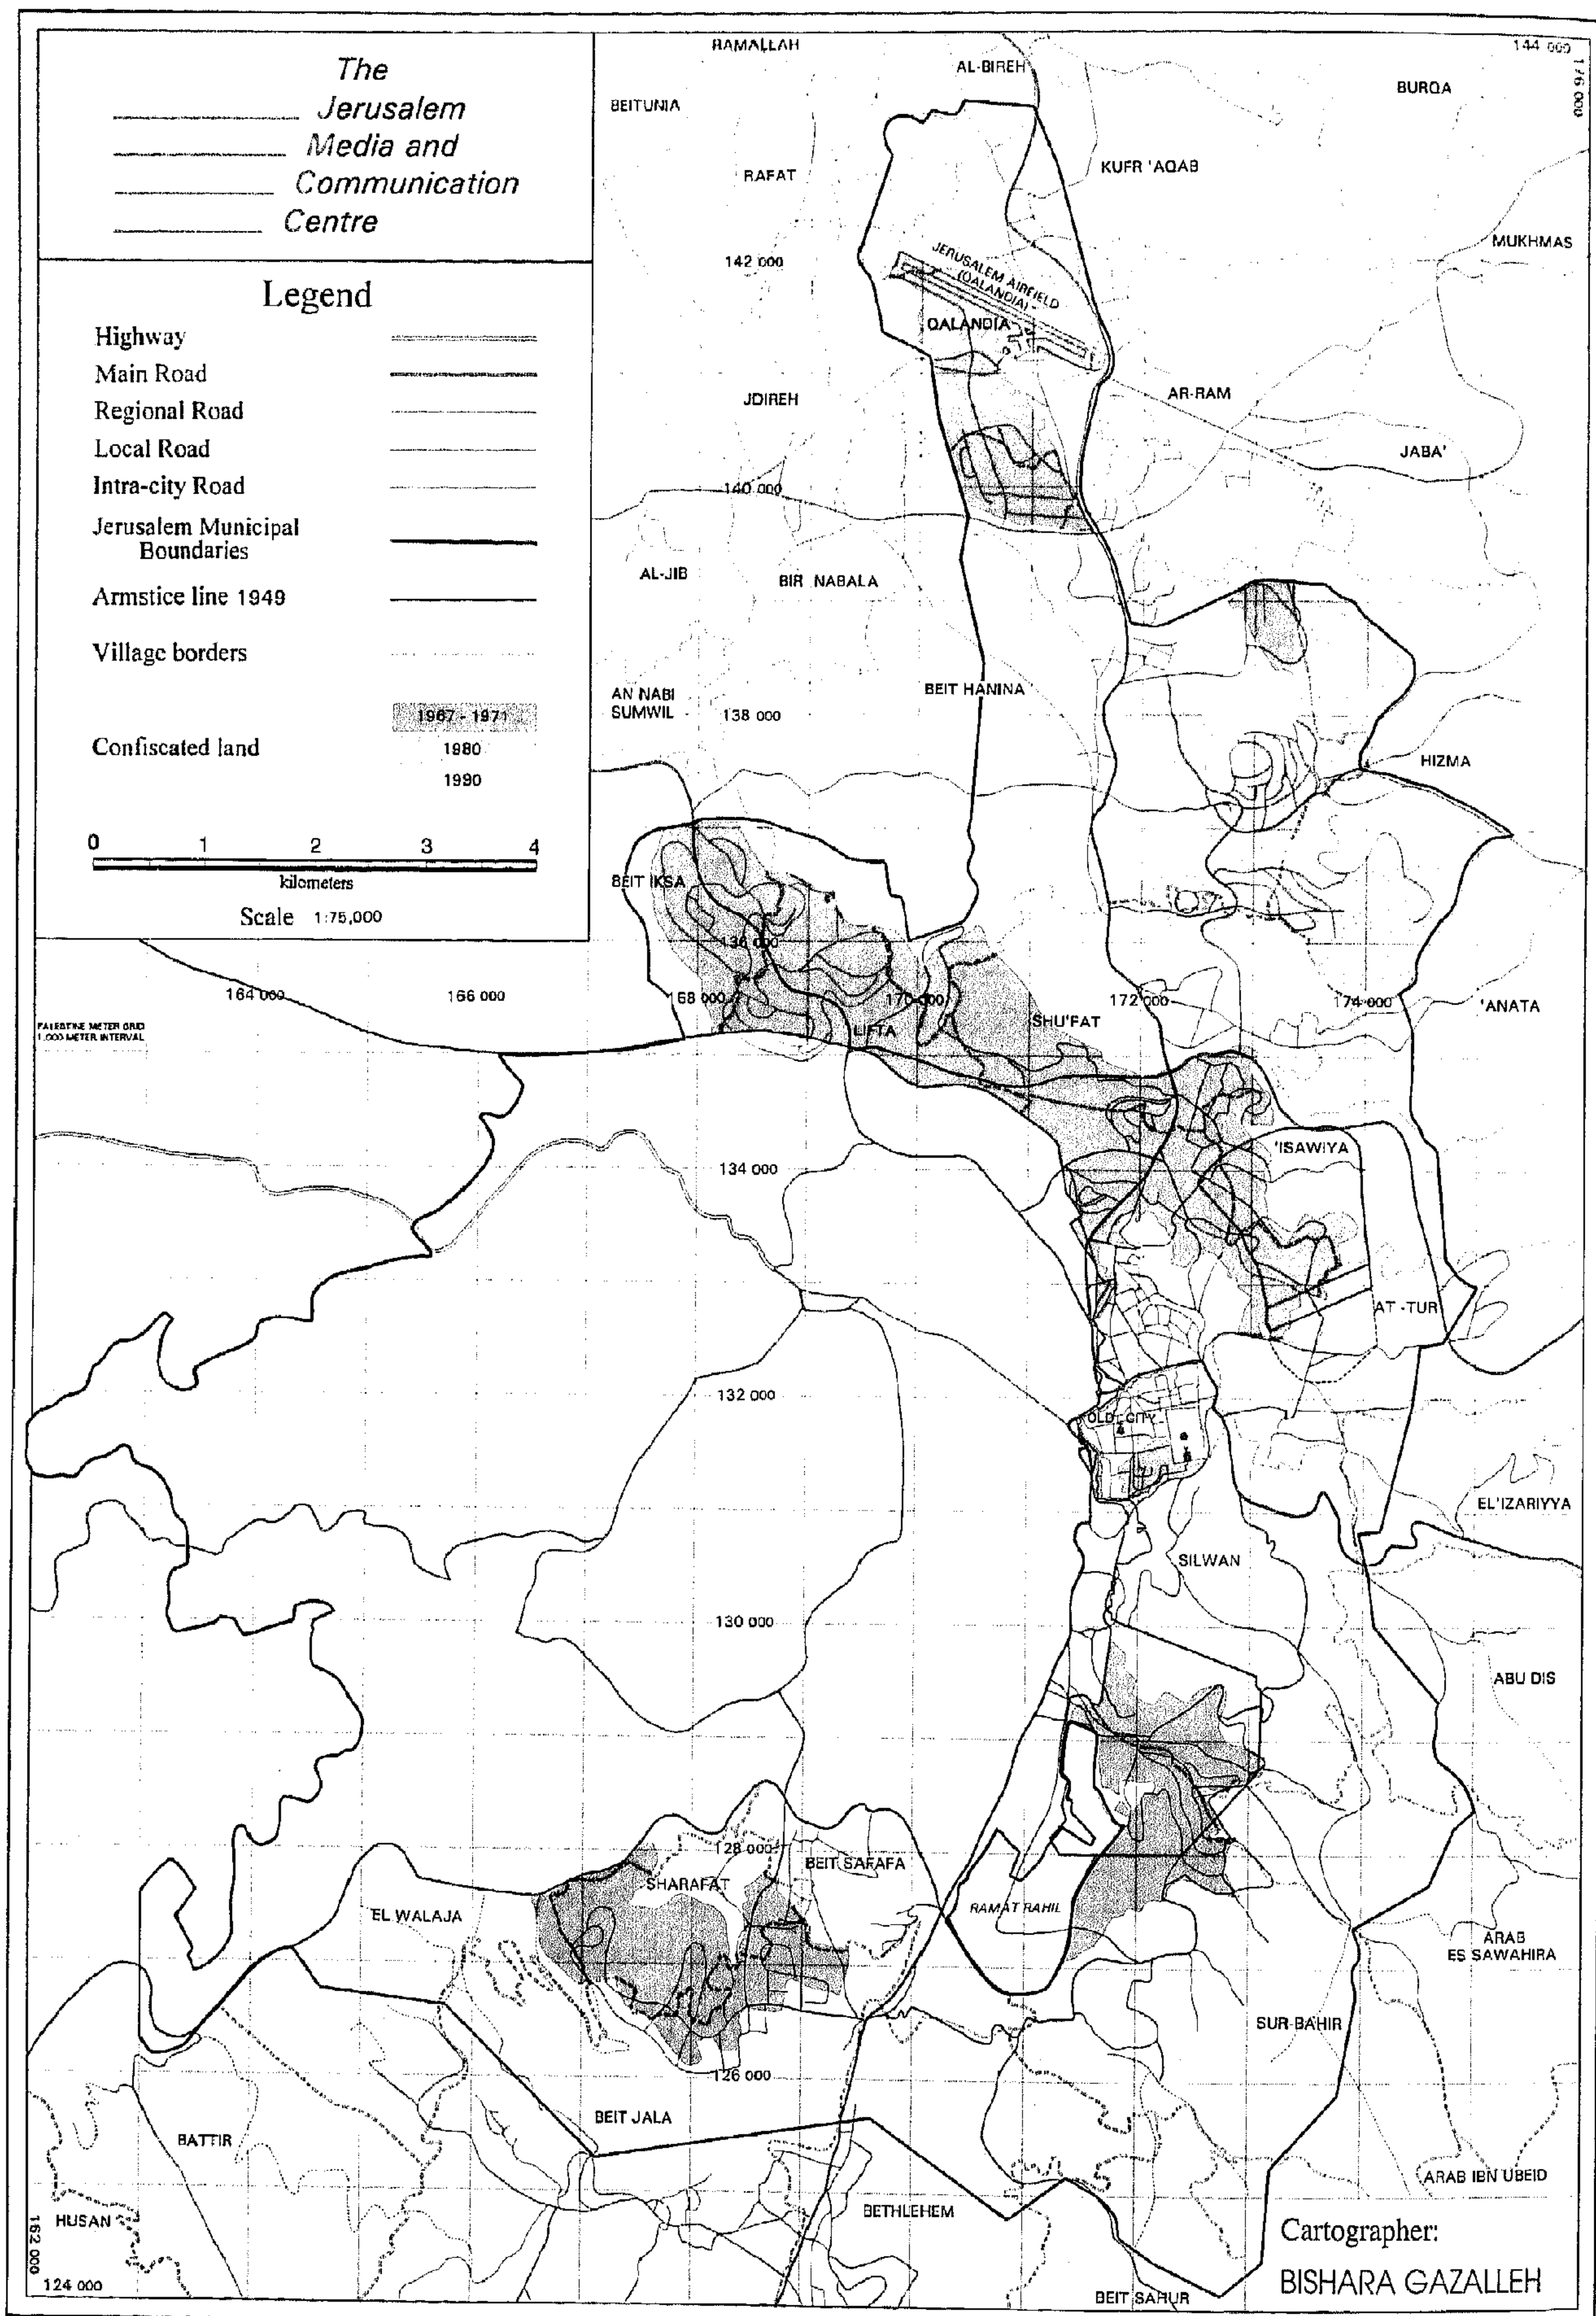 The
Jerusalem
Media and
Communication
Centre
Legend
Highway
Main Road
Regional Road
Local Road
Intra-city Road
Jerusalem Municipal
Boundaries
Armstice line 1949
Village borders
1967 - 1971
Confiscated land
1980
1990
0 1 2 3 4
kilometers
Scale 1:75,000
RAMALLAH
144 000
176 000
AL-BIREH
BURQA
BEITUNIA
KUFR 'AQAB
RAFAT
MUKHMAS
142 000
JERUSALEM AIRFIELD
(QALANDIA)
QALANDIA
JDIREH
AR-RAM
JABA'
140 000
AL-JIB
BIR NABALA
BEIT HANINA
AN NABI
SUMWIL
138 000
HIZMA
BEIT IKSA
136 000
164 000
166 000
168 000
170 000
172 000
174 000
'ANATA
PALESTINE METER GRID
1,000 METER INTERVAL
LIFTA
SHU'FAT
'ISAWIYA
134 000
AT -TUR
132 000
OLD CITY
EL'IZARIYYA
SILWAN
130 000
ABU DIS
128 000
BEIT SAFAFA
SHARAFAT
EL WALAJA
RAMAT RAHIL
ARAB
ES SAWAHIRA
SUR BAHIR
126 000
BEIT JALA
BATTIR
ARAB IBN UBEID
HUSAN
BETHLEHEM
162 000
124 000
BEIT SAHUR
Cartographer:
BISHARA GAZALLEH